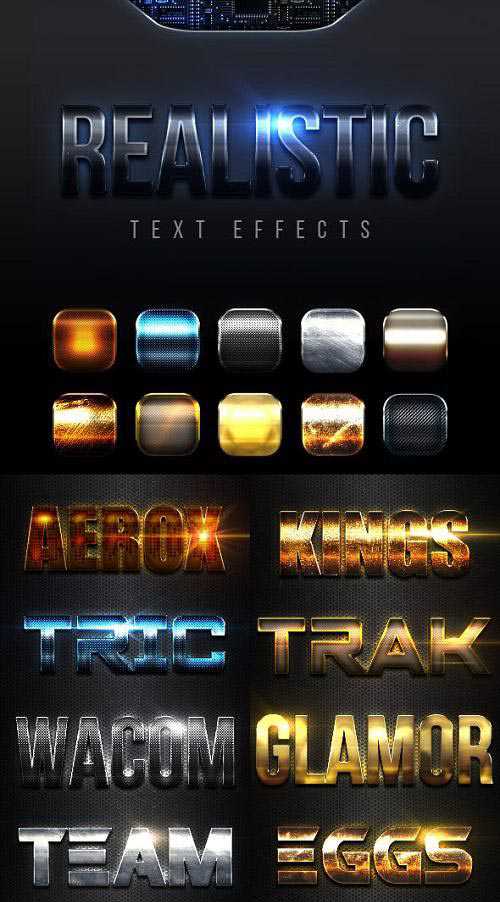 REALISTIC
TEXT EFFECTS
AEROX
KINGS
TRIC
TRAK
WACOM
GLAMOR
TEAM
EGGS